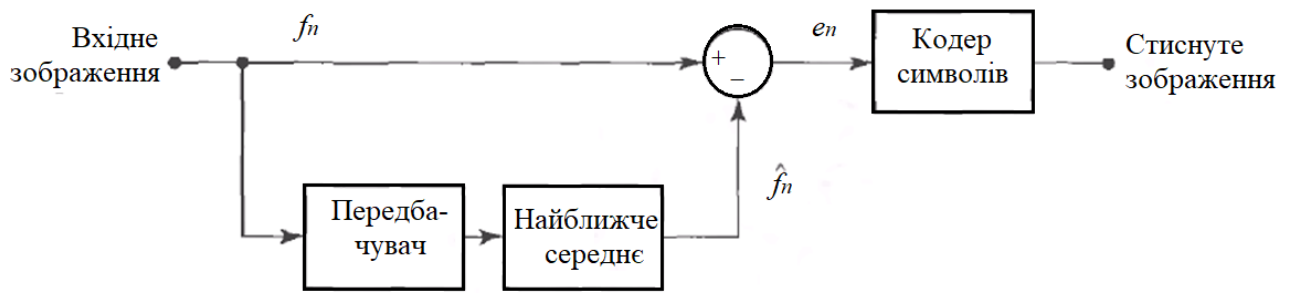 Вхідне
зображення
fn
+
−
en
Кодер
символів
Стиснуте
зображення
f̂n
Передба-
чувач
Найближче
середнє